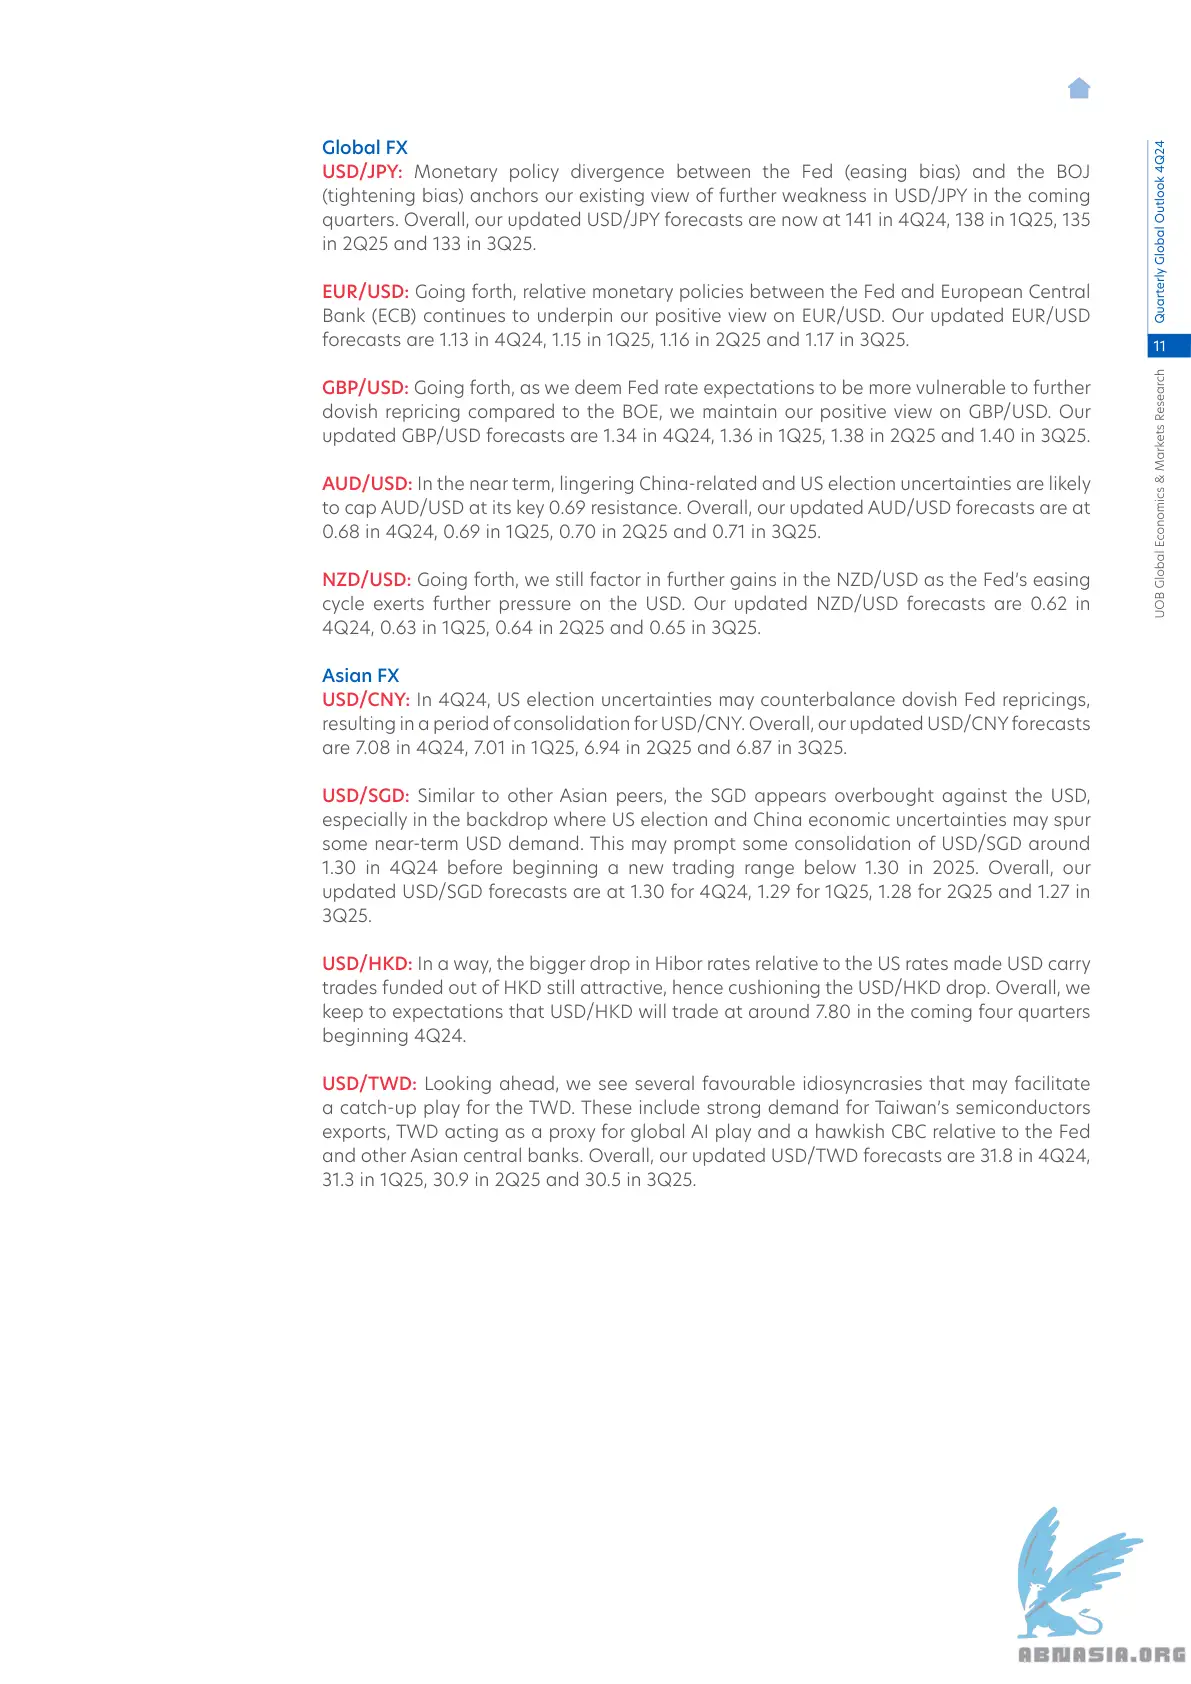 Global FX
USD/JPY: Monetary policy divergence between the Fed (easing bias) and the BOJ
(tightening bias) anchors our existing view of further weakness in USD/JPY in the coming
quarters. Overall, our updated USD/JPY forecasts are now at 141 in 4Q24, 138 in 1Q25, 135
in 2Q25 and 133 in 3Q25.
EUR/USD: Going forth, relative monetary policies between the Fed and European Central
Bank (ECB) continues to underpin our positive view on EUR/USD. Our updated EUR/USD
forecasts are 1.13 in 4Q24, 1.15 in 1Q25, 1.16 in 2Q25 and 1.17 in 3Q25.
GBP/USD: Going forth, as we deem Fed rate expectations to be more vulnerable to further
dovish repricing compared to the BOE, we maintain our positive view on GBP/USD. Our
updated GBP/USD forecasts are 1.34 in 4Q24, 1.36 in 1Q25, 1.38 in 2Q25 and 1.40 in 3Q25.
AUD/USD: In the near term, lingering China-related and US election uncertainties are likely
to cap AUD/USD at its key 0.69 resistance. Overall, our updated AUD/USD forecasts are at
0.68 in 4Q24, 0.69 in 1Q25, 0.70 in 2Q25 and 0.71 in 3Q25.
NZD/USD: Going forth, we still factor in further gains in the NZD/USD as the Fed's easing
cycle exerts further pressure on the USD. Our updated NZD/USD forecasts are 0.62 in
4Q24, 0.63 in 1Q25, 0.64 in 2Q25 and 0.65 in 3Q25.
Asian FX
USD/CNY: In 4Q24, US election uncertainties may counterbalance dovish Fed repricings,
resulting in a period of consolidation for USD/CNY. Overall, our updated USD/CNY forecasts
are 7.08 in 4Q24, 7.01 in 1Q25, 6.94 in 2Q25 and 6.87 in 3Q25.
USD/SGD: Similar to other Asian peers, the SGD appears overbought against the USD,
especially in the backdrop where US election and China economic uncertainties may spur
some near-term USD demand. This may prompt some consolidation of USD/SGD around
1.30 in 4Q24 before beginning a new trading range below 1.30 in 2025. Overall, our
updated USD/SGD forecasts are at 1.30 for 4Q24, 1.29 for 1Q25, 1.28 for 2Q25 and 1.27 in
3Q25.
USD/HKD: In a way, the bigger drop in Hibor rates relative to the US rates made USD carry
trades funded out of HKD still attractive, hence cushioning the USD/HKD drop. Overall, we
keep to expectations that USD/HKD will trade at around 7.80 in the coming four quarters
beginning 4Q24.
USD/TWD: Looking ahead, we see several favourable idiosyncrasies that may facilitate
a catch-up play for the TWD. These include strong demand for Taiwan's semiconductors
exports, TWD acting as a proxy for global AI play and a hawkish CBC relative to the Fed
and other Asian central banks. Overall, our updated USD/TWD forecasts are 31.8 in 4Q24,
31.3 in 1Q25, 30.9 in 2Q25 and 30.5 in 3Q25.
Quarterly Global Outlook 4Q24
11
UOB Global Economics & Markets Research
ABNASIA.ORG